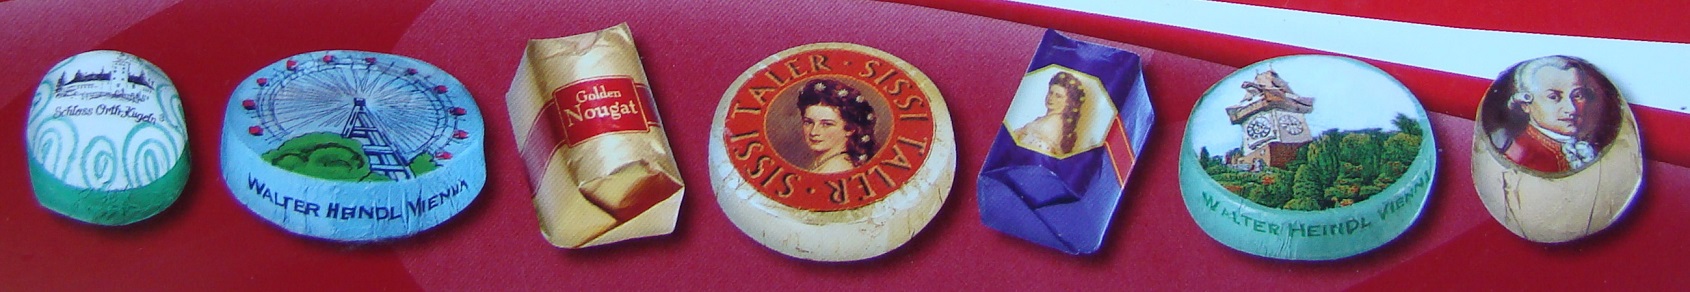 Schloss Orth Kugeln
WALTER HEINDL VIENNA
Golden
Nougat
SISSI TALER · SISSI TALER ·
WALTER HEINDL VIENNA